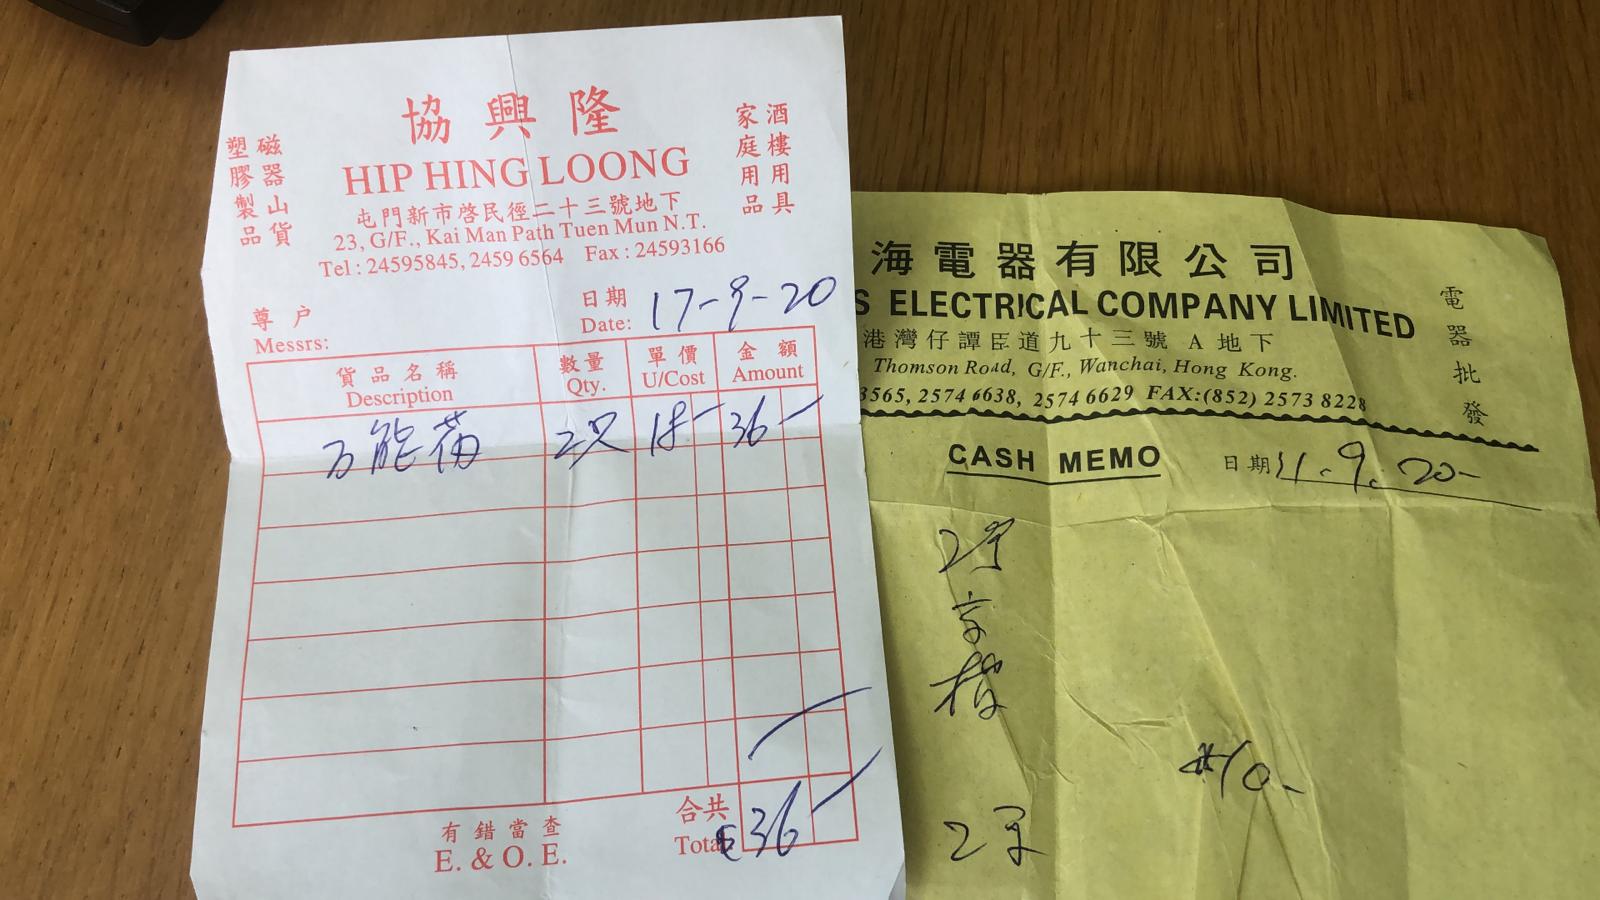 協興隆
HIP HING LOONG
屯門新市啓民徑二十三號地下
23, G/F., Kai Man Path Tuen Mun N.T.
Tel : 24595845, 2459 6564 Fax : 24593166
磁器山貨
塑膠製品
酒樓用具
家庭用品
尊戶
Messrs:
日期
Date: 17-9-20
貨品名稱 數量 單價 金額
Description Qty. U/Cost Amount
万能 2只 18- 36-
合共
Total 36-
有錯當查
E. & O. E.
海電器有限公司
S ELECTRICAL COMPANY LIMITED
港灣仔譚臣道九十三號 A 地下
Thomson Road, G/F., Wanchai, Hong Kong.
3565, 2574 6638, 2574 6629 FAX:(852) 2573 8228
電器批發
CASH MEMO
日期 11.9.20-